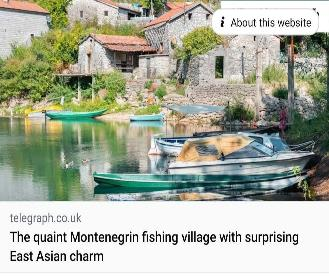 i About this website
telegraph.co.uk
The quaint Montenegrin fishing village with surprising
East Asian charm